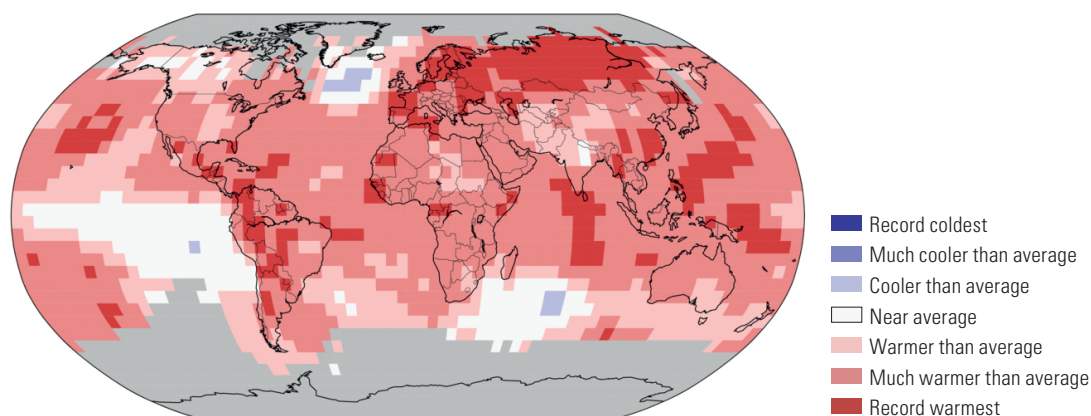 Record coldest
Much cooler than average
Cooler than average
Near average
Warmer than average
Much warmer than average
Record warmest